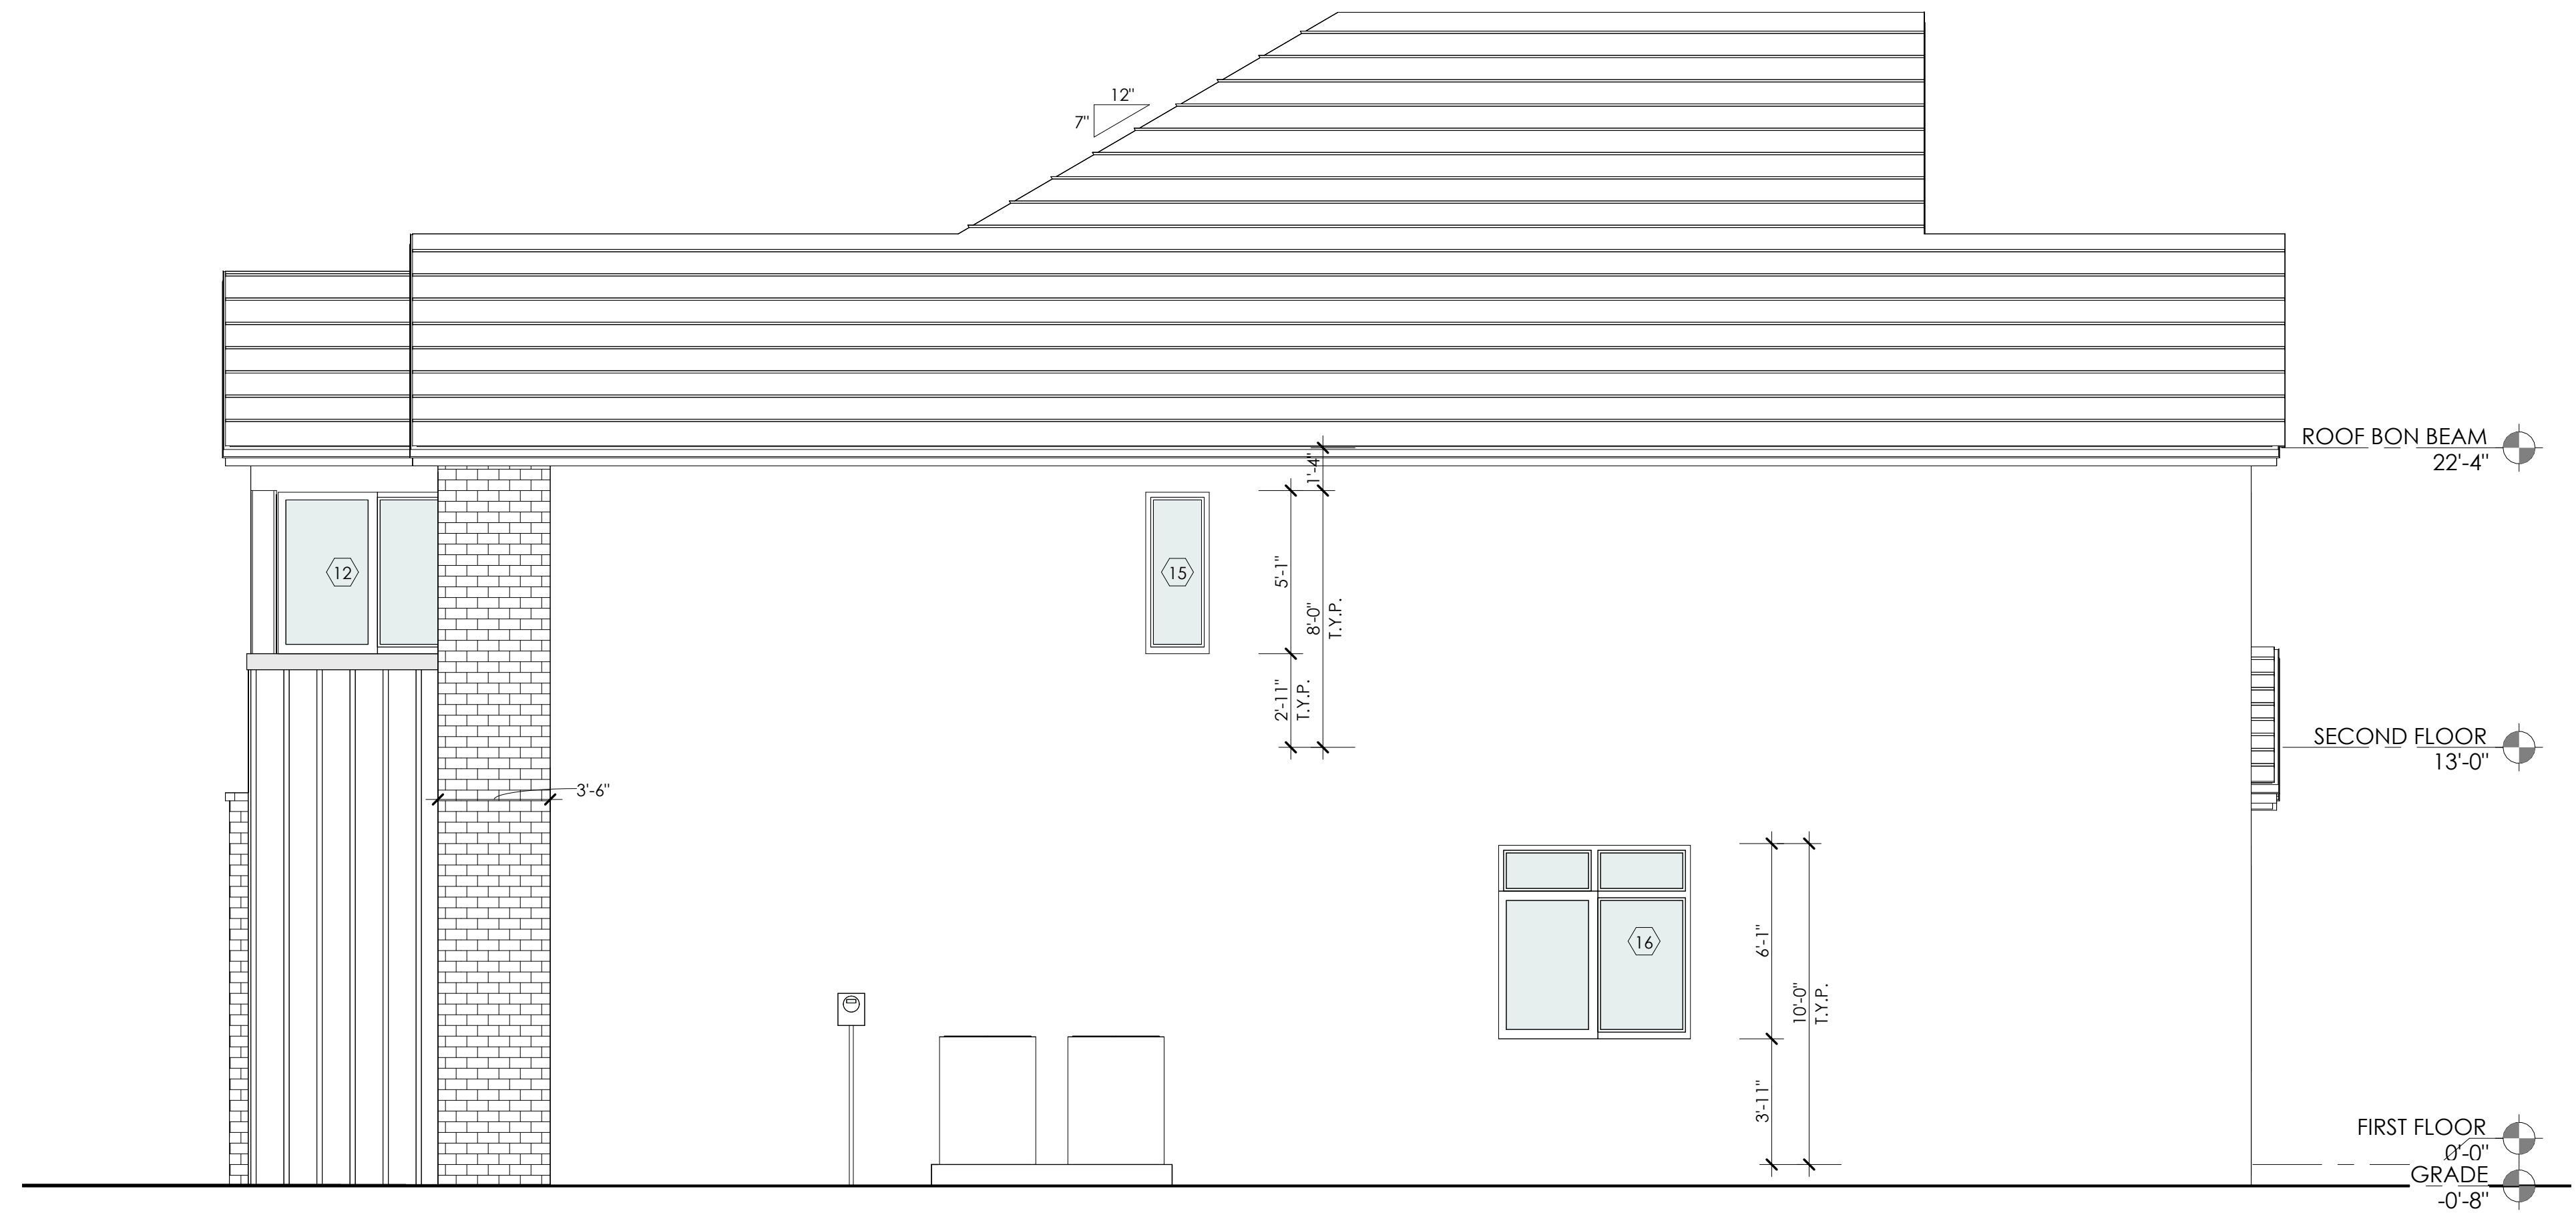 12"
7"
ROOF BON BEAM
22'-4"
1'-4"
12
15
5'-1"
8'-0"
T.Y.P.
2'-11"
T.Y.P.
SECOND FLOOR
13'-0"
3'-6"
16
6'-1"
10'-0"
T.Y.P.
3'-11"
FIRST FLOOR
0'-0"
GRADE
-0'-8"